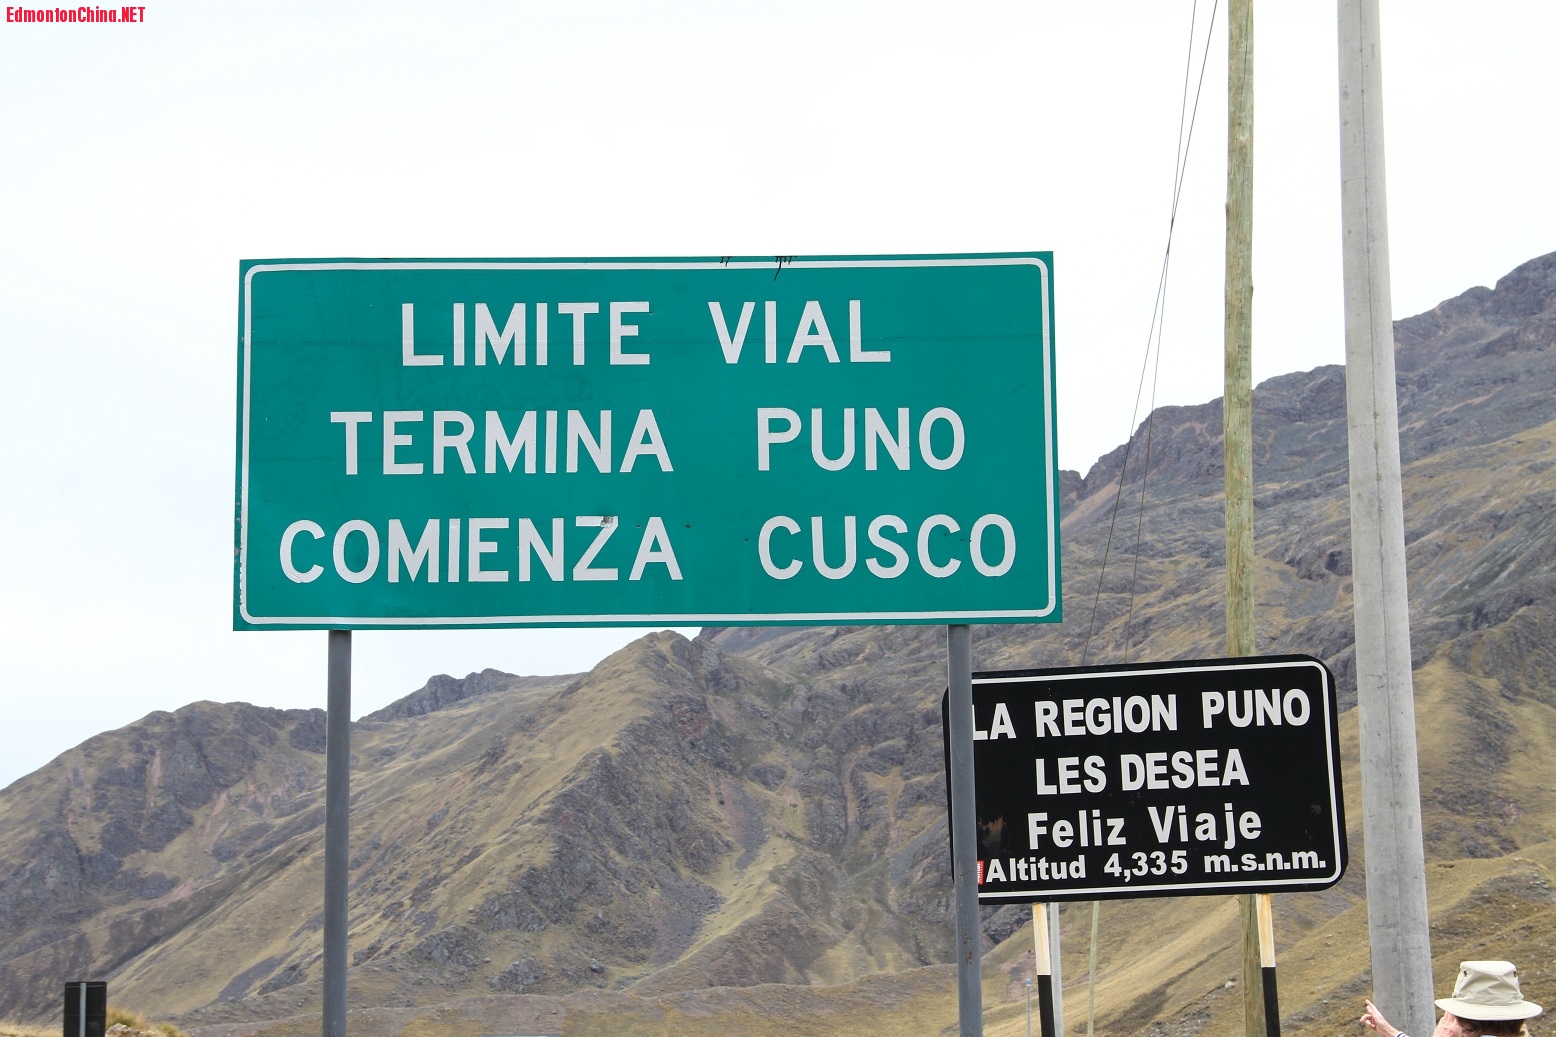 EdmontonChina.NET
LIMITE VIAL
TERMINA PUNO
COMIENZA CUSCO
LA REGION PUNO
LES DESEA
Feliz Viaje
Altitud 4,335 m.s.n.m.